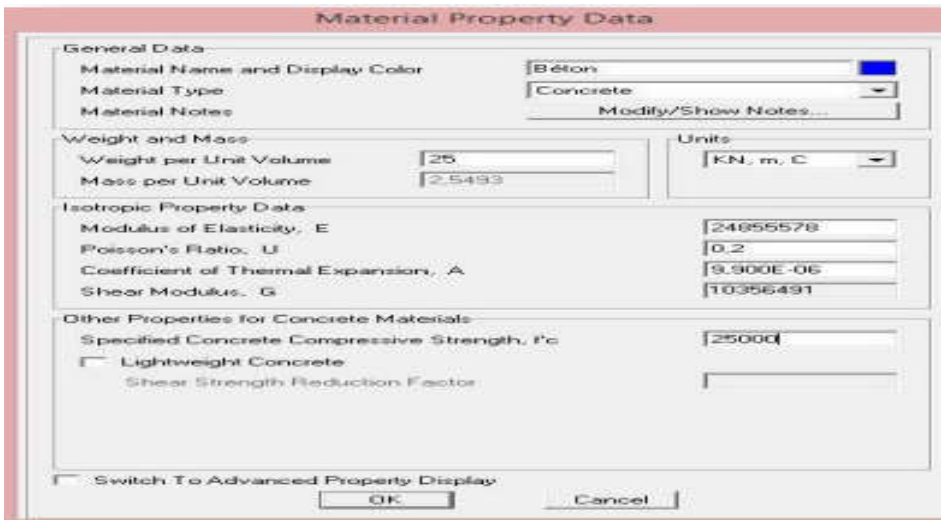 Material Property Data
General Data
Material Name and Display Color Béton
Material Type Concrete
Material Notes Modify/Show Notes...
Weight and Mass Units
Weight per Unit Volume 25 KN, m, C
Mass per Unit Volume 2,5493
Isotropic Property Data
Modulus of Elasticity, E 24855578
Poisson's Ratio, U 0,2
Coefficient of Thermal Expansion, A 9,900E-06
Shear Modulus, G 10356491
Other Properties for Concrete Materials
Specified Concrete Compressive Strength, f'c 25000
Lightweight Concrete
Shear Strength Reduction Factor
Switch To Advanced Property Display
OK Cancel